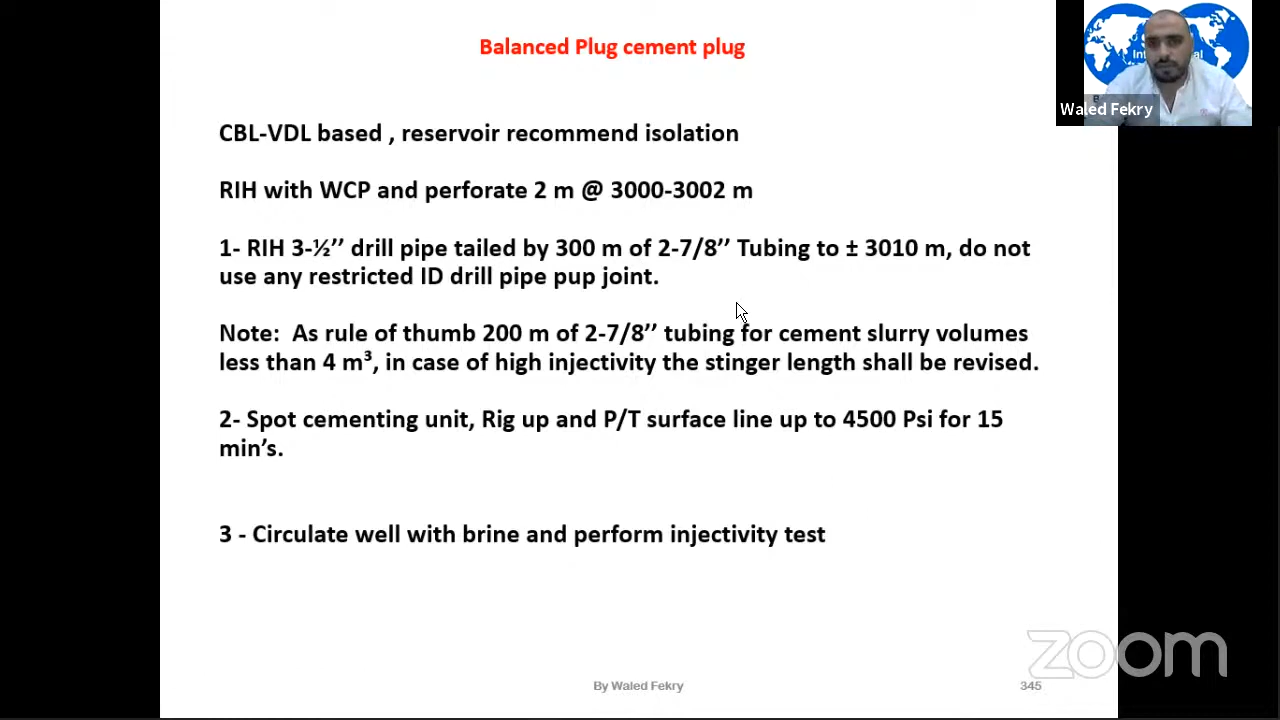 Balanced Plug cement plug
Waled Fekry
CBL-VDL based , reservoir recommend isolation
RIH with WCP and perforate 2 m @ 3000-3002 m
1- RIH 3-½’’ drill pipe tailed by 300 m of 2-7/8’’ Tubing to ± 3010 m, do not
use any restricted ID drill pipe pup joint.
Note:  As rule of thumb 200 m of 2-7/8’’ tubing for cement slurry volumes
less than 4 m³, in case of high injectivity the stinger length shall be revised.
2- Spot cementing unit, Rig up and P/T surface line up to 4500 Psi for 15
min’s.
3 - Circulate well with brine and perform injectivity test
zoom
By Waled Fekry
345